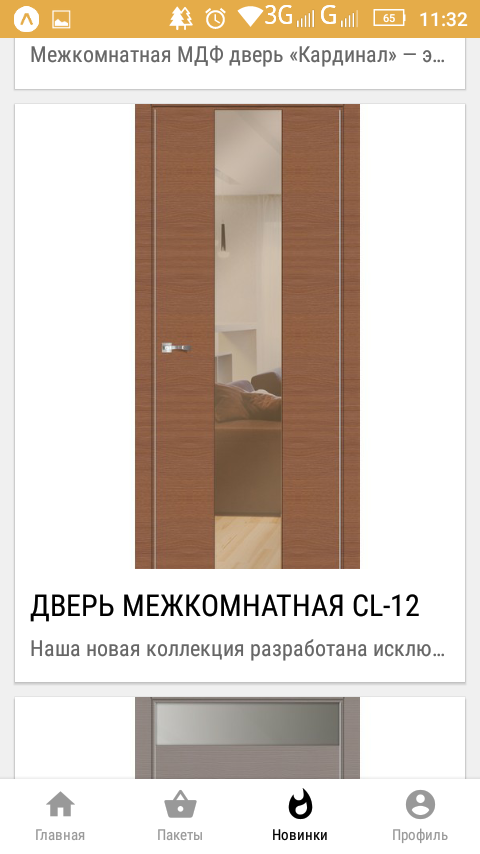 3G G 65 11:32
Межкомнатная МДФ дверь «Кардинал» — э...
ДВЕРЬ МЕЖКОМНАТНАЯ CL-12
Наша новая коллекция разработана исклю...
Главная Пакеты Новинки Профиль